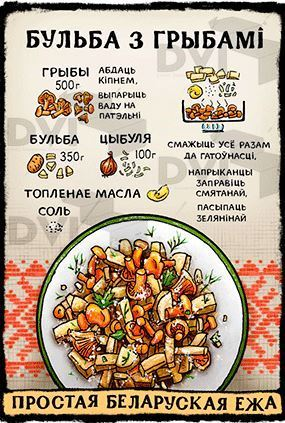 БУЛЬБА З ГРЫБАМІ
ГРЫБЫ
500г
АБДАЦЬ
КІПНЕМ,
ВЫПАРЫЦЬ
ВАДУ НА
ПАТЭЛЬНІ
БУЛЬБА
350г
ЦЫБУЛЯ
100г
ТОПЛЕНАЕ МАСЛА
СОЛЬ
СМАЖЫЦЬ УСЁ РАЗАМ
ДА ГАТОЎНАСЦІ,
НАПРЫКАНЦЫ
ЗАПРАВІЦЬ
СМЯТАНАЙ,
ПАСЫПАЦЬ
ЗЕЛЯНІНАЙ
ПРОСТАЯ БЕЛАРУСКАЯ ЕЖА